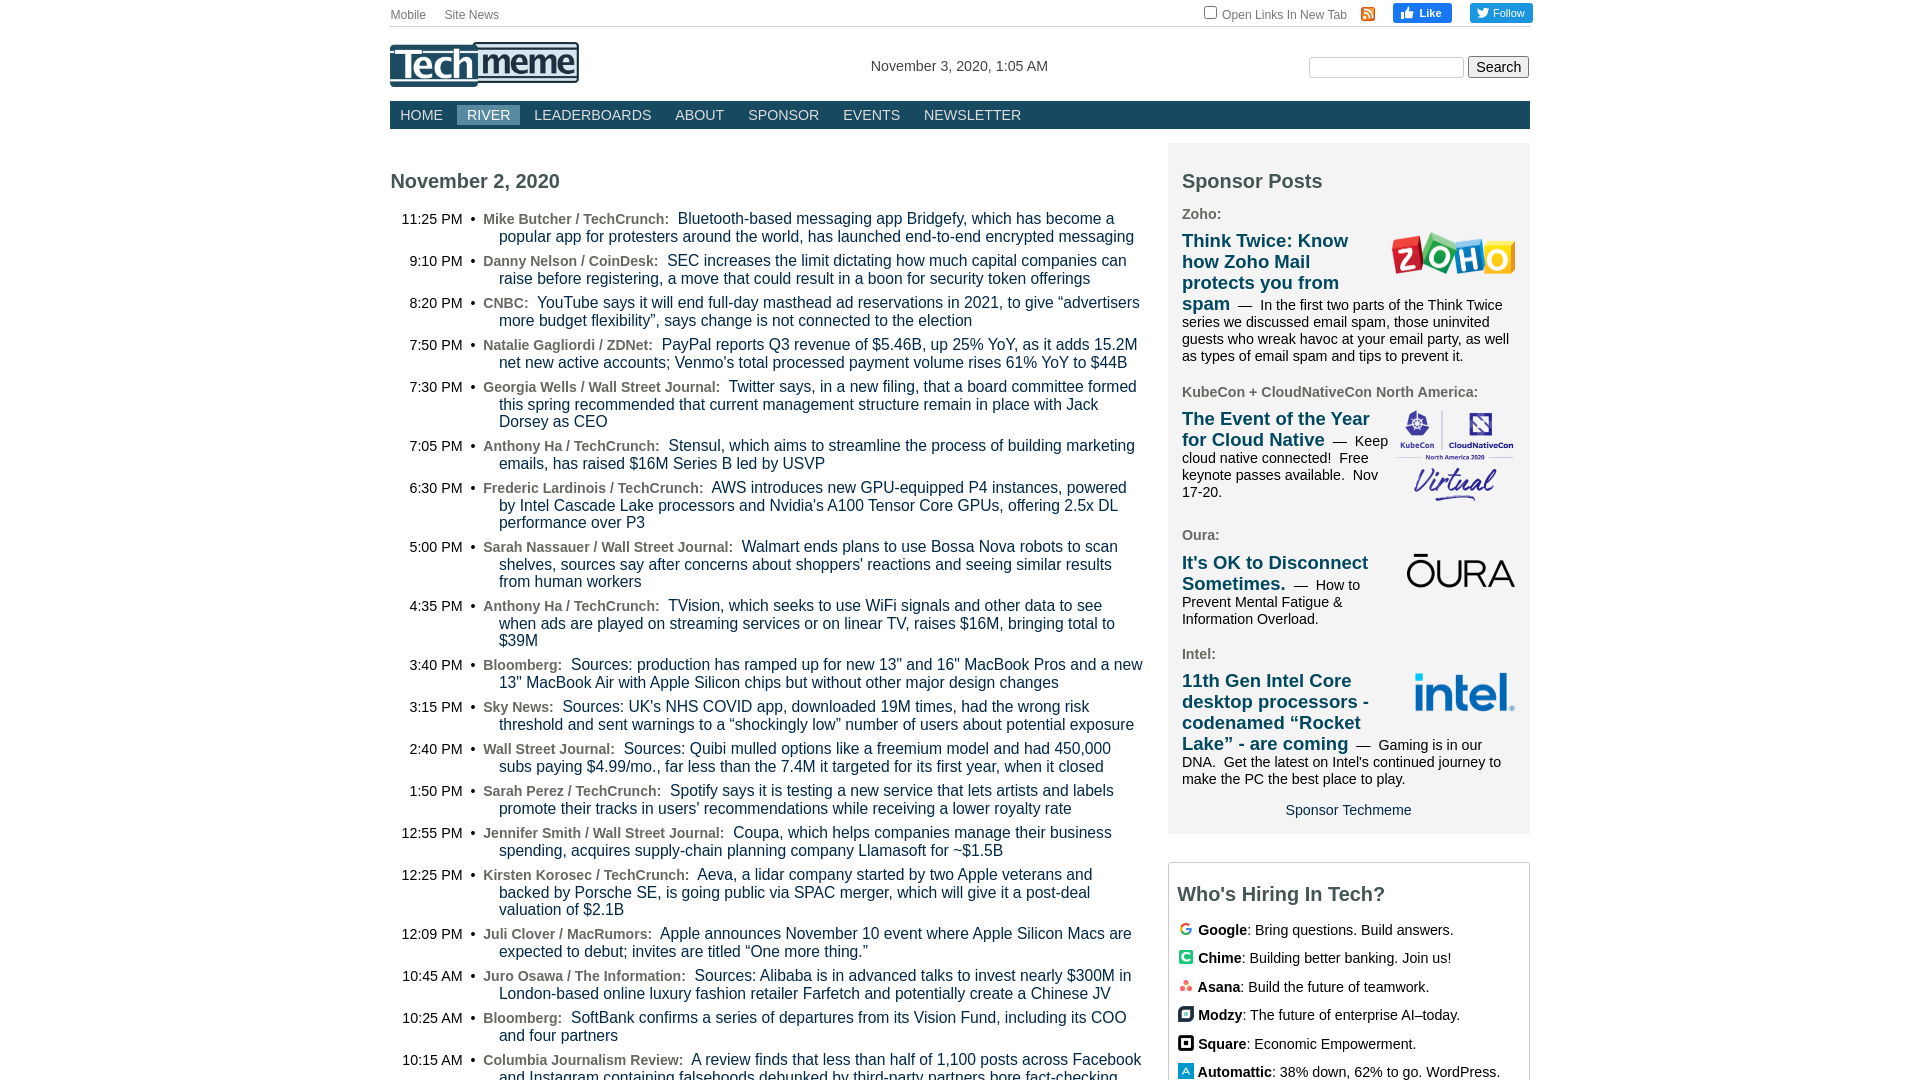 Mobile Site News
Open Links In New Tab Like Follow
Techmeme
November 3, 2020, 1:05 AM
Search
HOME RIVER LEADERBOARDS ABOUT SPONSOR EVENTS NEWSLETTER
November 2, 2020
11:25 PM • Mike Butcher / TechCrunch: Bluetooth-based messaging app Bridgefy, which has become a
popular app for protesters around the world, has launched end-to-end encrypted messaging
9:10 PM • Danny Nelson / CoinDesk: SEC increases the limit dictating how much capital companies can
raise before registering, a move that could result in a boon for security token offerings
8:20 PM • CNBC: YouTube says it will end full-day masthead ad reservations in 2021, to give “advertisers
more budget flexibility”, says change is not connected to the election
7:50 PM • Natalie Gagliordi / ZDNet: PayPal reports Q3 revenue of $5.46B, up 25% YoY, as it adds 15.2M
net new active accounts; Venmo's total processed payment volume rises 61% YoY to $44B
7:30 PM • Georgia Wells / Wall Street Journal: Twitter says, in a new filing, that a board committee formed
this spring recommended that current management structure remain in place with Jack
Dorsey as CEO
7:05 PM • Anthony Ha / TechCrunch: Stensul, which aims to streamline the process of building marketing
emails, has raised $16M Series B led by USVP
6:30 PM • Frederic Lardinois / TechCrunch: AWS introduces new GPU-equipped P4 instances, powered
by Intel Cascade Lake processors and Nvidia's A100 Tensor Core GPUs, offering 2.5x DL
performance over P3
5:00 PM • Sarah Nassauer / Wall Street Journal: Walmart ends plans to use Bossa Nova robots to scan
shelves, sources say after concerns about shoppers' reactions and seeing similar results
from human workers
4:35 PM • Anthony Ha / TechCrunch: TVision, which seeks to use WiFi signals and other data to see
when ads are played on streaming services or on linear TV, raises $16M, bringing total to
$39M
3:40 PM • Bloomberg: Sources: production has ramped up for new 13" and 16" MacBook Pros and a new
13" MacBook Air with Apple Silicon chips but without other major design changes
3:15 PM • Sky News: Sources: UK's NHS COVID app, downloaded 19M times, had the wrong risk
threshold and sent warnings to a “shockingly low” number of users about potential exposure
2:40 PM • Wall Street Journal: Sources: Quibi mulled options like a freemium model and had 450,000
subs paying $4.99/mo., far less than the 7.4M it targeted for its first year, when it closed
1:50 PM • Sarah Perez / TechCrunch: Spotify says it is testing a new service that lets artists and labels
promote their tracks in users' recommendations while receiving a lower royalty rate
12:55 PM • Jennifer Smith / Wall Street Journal: Coupa, which helps companies manage their business
spending, acquires supply-chain planning company Llamasoft for ~$1.5B
12:25 PM • Kirsten Korosec / TechCrunch: Aeva, a lidar company started by two Apple veterans and
backed by Porsche SE, is going public via SPAC merger, which will give it a post-deal
valuation of $2.1B
12:09 PM • Juli Clover / MacRumors: Apple announces November 10 event where Apple Silicon Macs are
expected to debut; invites are titled “One more thing.”
10:45 AM • Juro Osawa / The Information: Sources: Alibaba is in advanced talks to invest nearly $300M in
London-based online luxury fashion retailer Farfetch and potentially create a Chinese JV
10:25 AM • Bloomberg: SoftBank confirms a series of departures from its Vision Fund, including its COO
and four partners
10:15 AM • Columbia Journalism Review: A review finds that less than half of 1,100 posts across Facebook
and Instagram containing falsehoods debunked by third-party partners bore fact-checking
Sponsor Posts
Zoho:
ZOHO
Think Twice: Know
how Zoho Mail
protects you from
spam — In the first two parts of the Think Twice
series we discussed email spam, those uninvited
guests who wreak havoc at your email party, as well
as types of email spam and tips to prevent it.
KubeCon + CloudNativeCon North America:
The Event of the Year
for Cloud Native — Keep
cloud native connected! Free
keynote passes available. Nov
17-20.
KubeCon CloudNativeCon
North America 2020
Virtual
Oura:
ŌURA
It's OK to Disconnect
Sometimes. — How to
Prevent Mental Fatigue &
Information Overload.
Intel:
intel®
11th Gen Intel Core
desktop processors -
codenamed “Rocket
Lake” - are coming — Gaming is in our
DNA. Get the latest on Intel's continued journey to
make the PC the best place to play.
Sponsor Techmeme
Who's Hiring In Tech?
Google: Bring questions. Build answers.
Chime: Building better banking. Join us!
Asana: Build the future of teamwork.
Modzy: The future of enterprise AI–today.
Square: Economic Empowerment.
Automattic: 38% down, 62% to go. WordPress.